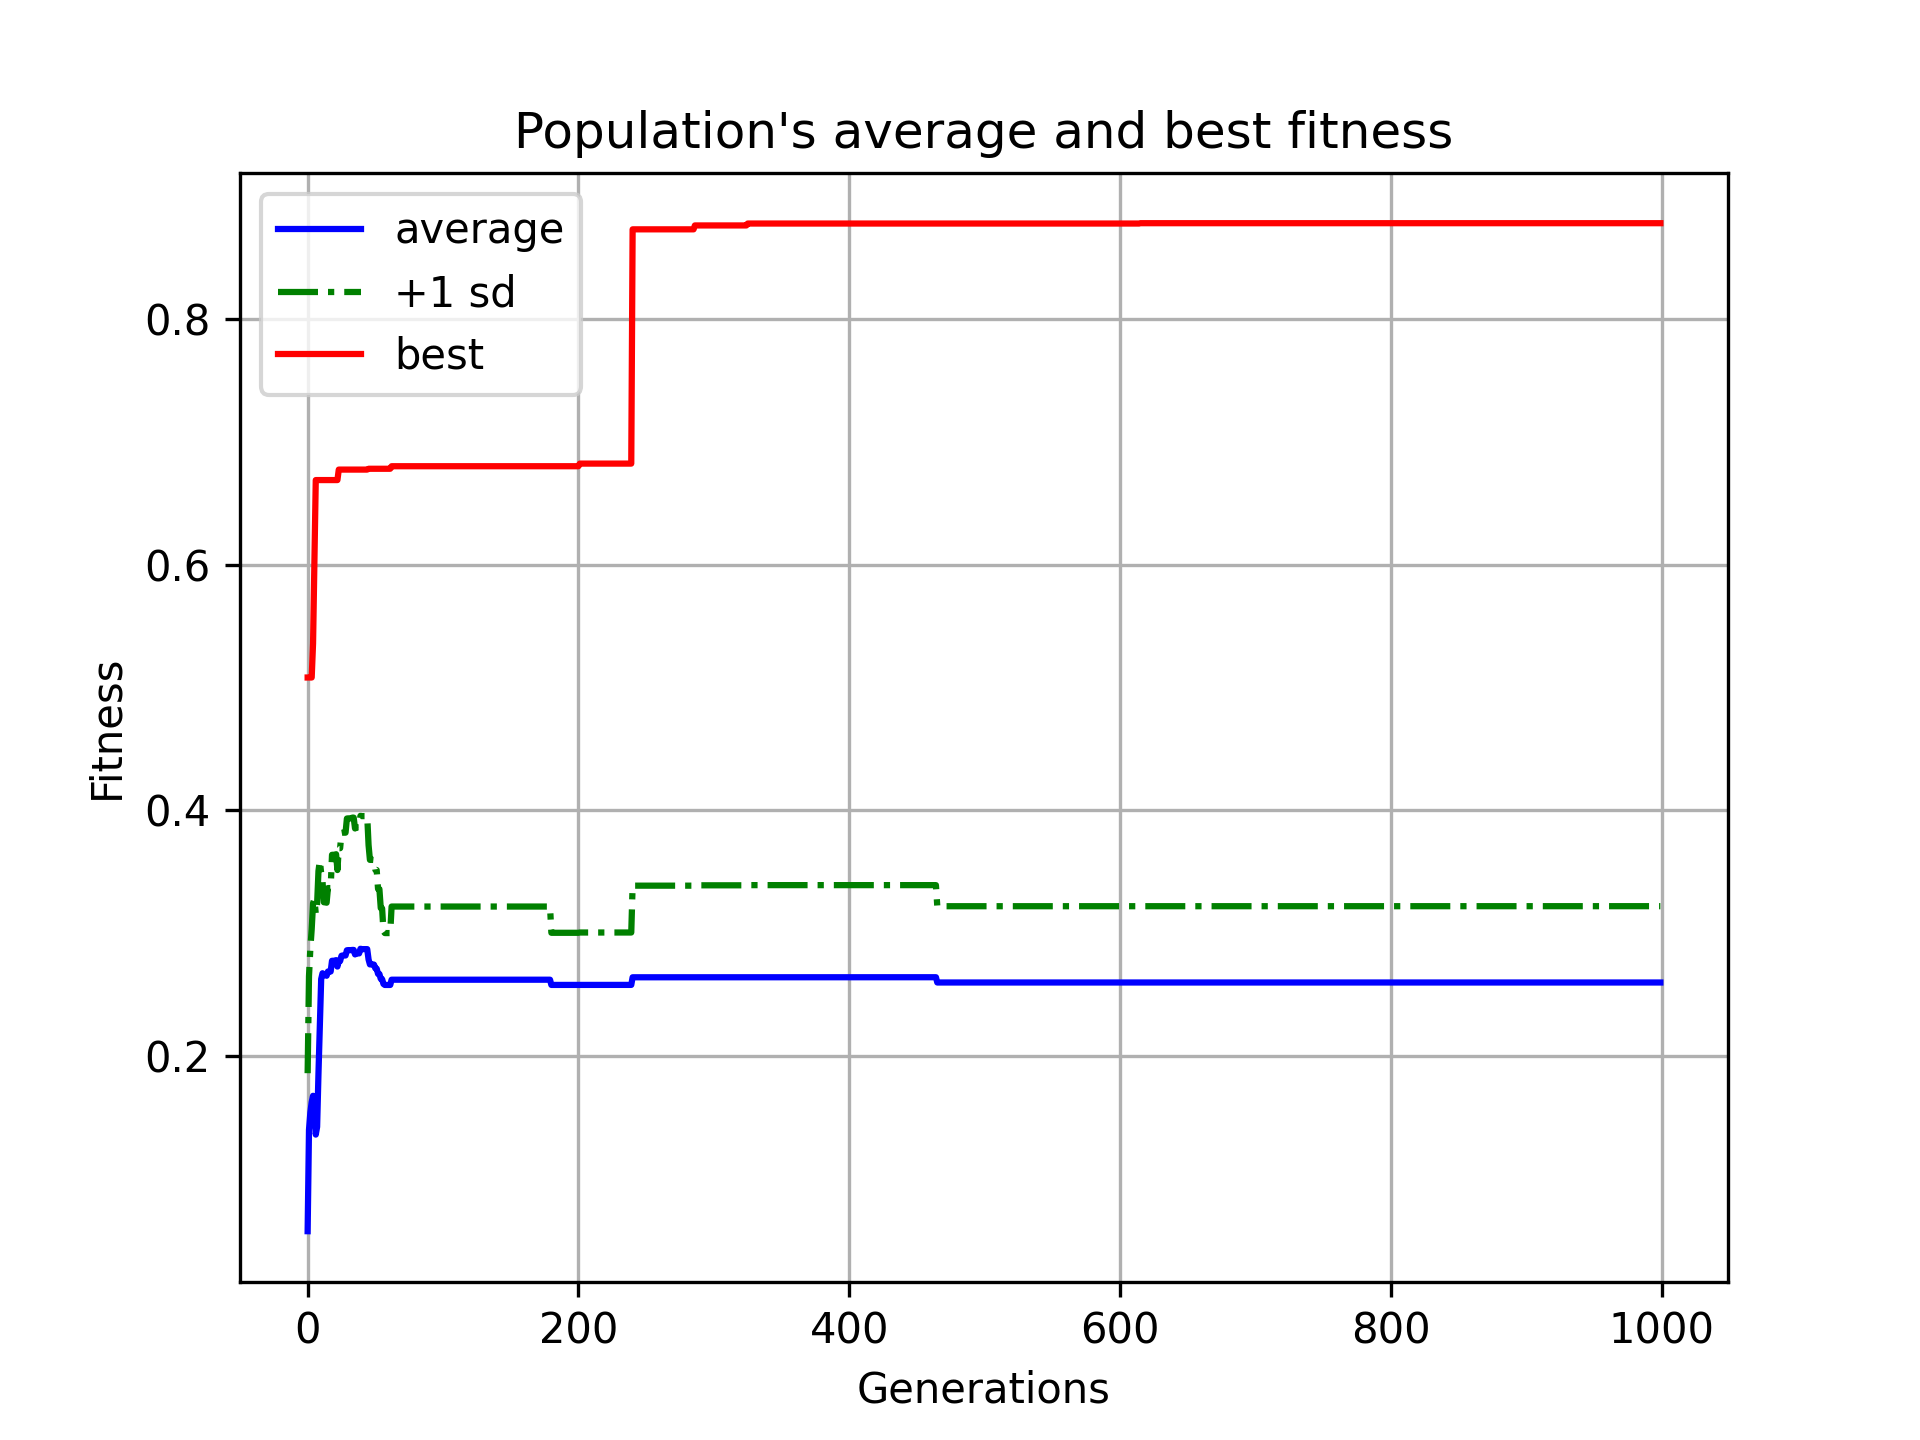 Population's average and best fitness
average
+1 sd
best
0.8
0.6
0.4
0.2
Fitness
0 200 400 600 800 1000
Generations